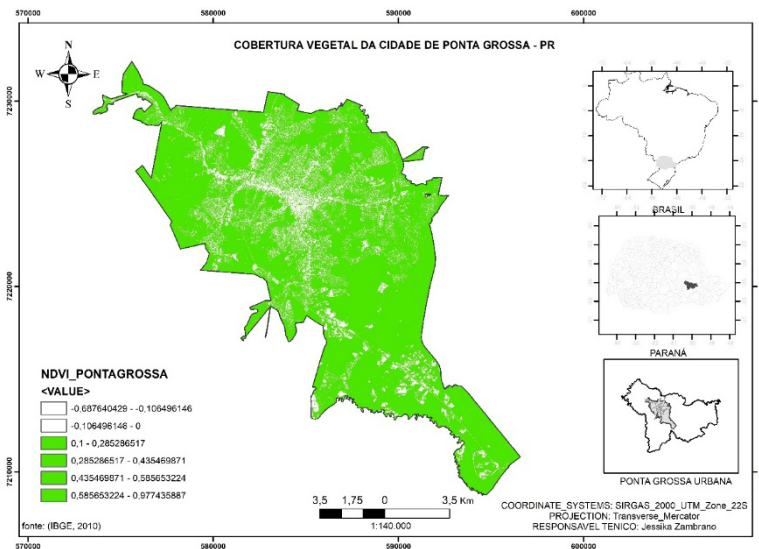 570000 580000 590000 600000
COBERTURA VEGETAL DA CIDADE DE PONTA GROSSA - PR
N
W E
S
7230000
7220000
7210000
BRASIL
PARANÁ
PONTA GROSSA URBANA
NDVI_PONTAGROSSA
<VALUE>
-0,687640429 - -0,106496146
-0,106496146 - 0
0,1 - 0,285286517
0,285286517 - 0,435469871
0,435469871 - 0,585653224
0,585653224 - 0,977435887
3,5 1,75 0 3,5 Km
1:140.000
COORDINATE_SYSTEMS: SIRGAS_2000_UTM_Zone_22S
PROJECTION: Transverse_Mercator
RESPONSAVEL TENICO: Jessika Zambrano
fonte: (IBGE, 2010)
570000 580000 590000 600000